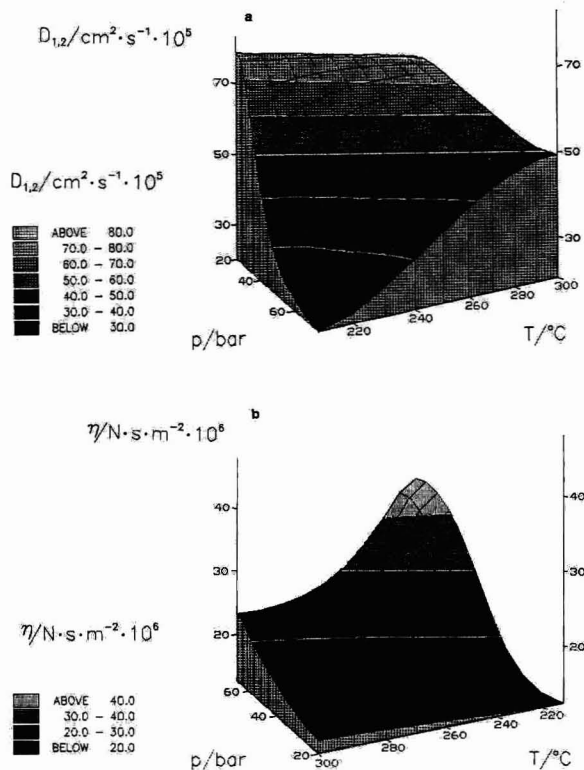 a
D₁,₂/cm²·s⁻¹·10⁵
70
50
30
20
40
60
p/bar
220
240
260
280
300
T/°C
70
50
30
D₁,₂/cm²·s⁻¹·10⁵
ABOVE 80.0
70.0 – 80.0
60.0 – 70.0
50.0 – 60.0
40.0 – 50.0
30.0 – 40.0
BELOW 30.0
b
η/N·s·m⁻²·10⁶
40
30
20
60
40
20
p/bar
300
280
260
240
220
T/°C
40
30
20
η/N·s·m⁻²·10⁶
ABOVE 40.0
30.0 – 40.0
20.0 – 30.0
BELOW 20.0